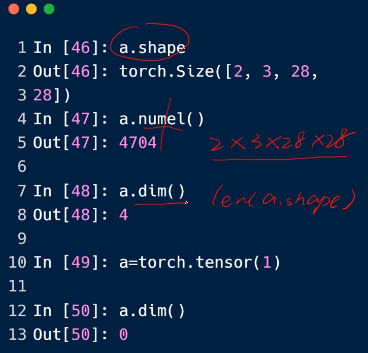 1 In [46]: a.shape
2 Out[46]: torch.Size([2, 3, 28,
3 28])
4 In [47]: a.numel()
5 Out[47]: 4704
2×3×28×28
6
7 In [48]: a.dim()
8 Out[48]: 4
len(a.shape)
9
10 In [49]: a=torch.tensor(1)
11
12 In [50]: a.dim()
13 Out[50]: 0